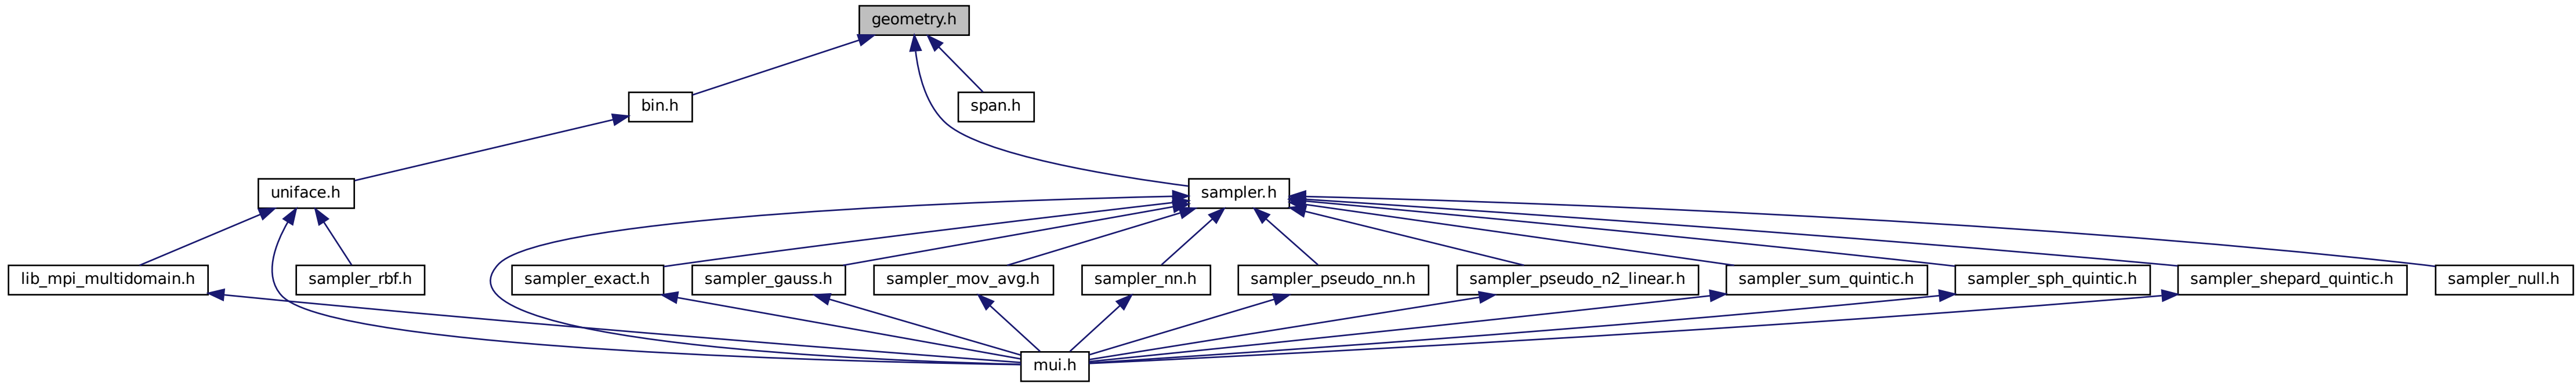 geometry.h
bin.h
span.h
uniface.h
sampler.h
lib_mpi_multidomain.h
sampler_rbf.h
sampler_exact.h
sampler_gauss.h
sampler_mov_avg.h
sampler_nn.h
sampler_pseudo_nn.h
sampler_pseudo_n2_linear.h
sampler_sum_quintic.h
sampler_sph_quintic.h
sampler_shepard_quintic.h
sampler_null.h
mui.h